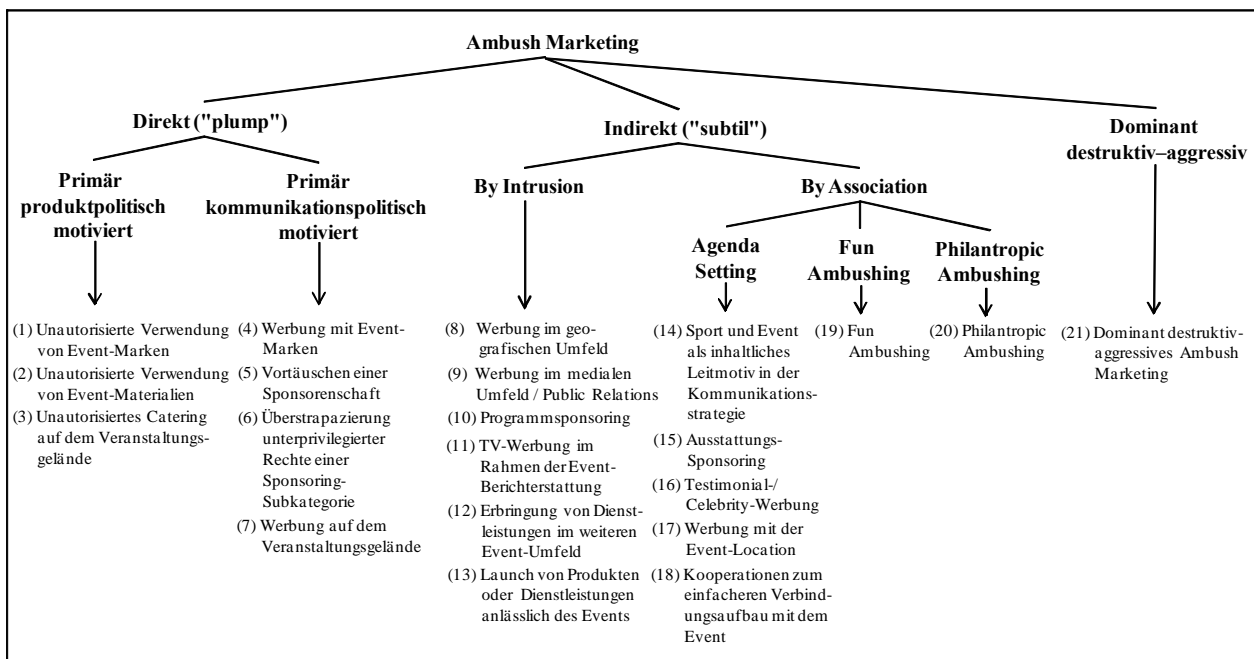 Ambush Marketing
Direkt ("plump")
Indirekt ("subtil")
Dominant
destruktiv–aggressiv
Primär
produktpolitisch
motiviert
Primär
kommunikationspolitisch
motiviert
By Intrusion
By Association
Agenda
Setting
Fun
Ambushing
Philantropic
Ambushing
(1) Unautorisierte Verwendung
von Event-Marken
(2) Unautorisierte Verwendung
von Event-Materialien
(3) Unautorisiertes Catering
auf dem Veranstaltungs-
gelände
(4) Werbung mit Event-
Marken
(5) Vortäuschen einer
Sponsorenschaft
(6) Überstrapazierung
unterprivilegierter
Rechte einer
Sponsoring-
Subkategorie
(7) Werbung auf dem
Veranstaltungsgelände
(8) Werbung im geo-
grafischen Umfeld
(9) Werbung im medialen
Umfeld / Public Relations
(10) Programmsponsoring
(11) TV-Werbung im
Rahmen der Event-
Berichterstattung
(12) Erbringung von Dienst-
leistungen im weiteren
Event-Umfeld
(13) Launch von Produkten
oder Dienstleistungen
anlässlich des Events
(14) Sport und Event
als inhaltliches
Leitmotiv in der
Kommunikations-
strategie
(15) Ausstattungs-
Sponsoring
(16) Testimonial-/
Celebrity-Werbung
(17) Werbung mit der
Event-Location
(18) Kooperationen zum
einfacheren Verbind-
ungsaufbau mit dem
Event
(19) Fun
Ambushing
(20) Philantropic
Ambushing
(21) Dominant destruktiv-
aggressives Ambush
Marketing